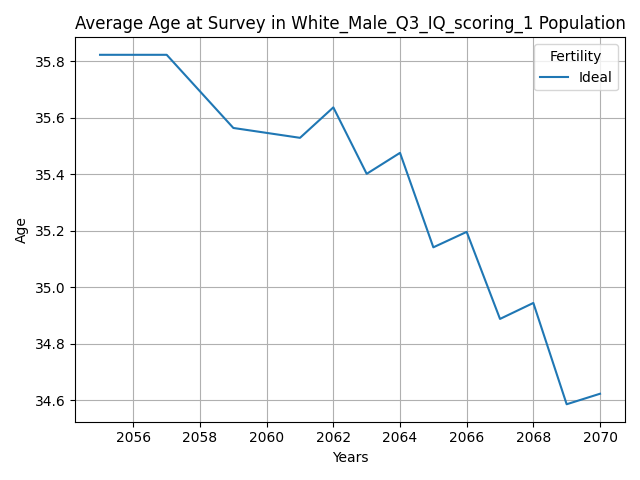 Average Age at Survey in White_Male_Q3_IQ_scoring_1 Population
Fertility
Ideal
35.8
35.6
35.4
35.2
35.0
34.8
34.6
Age
2056 2058 2060 2062 2064 2066 2068 2070
Years